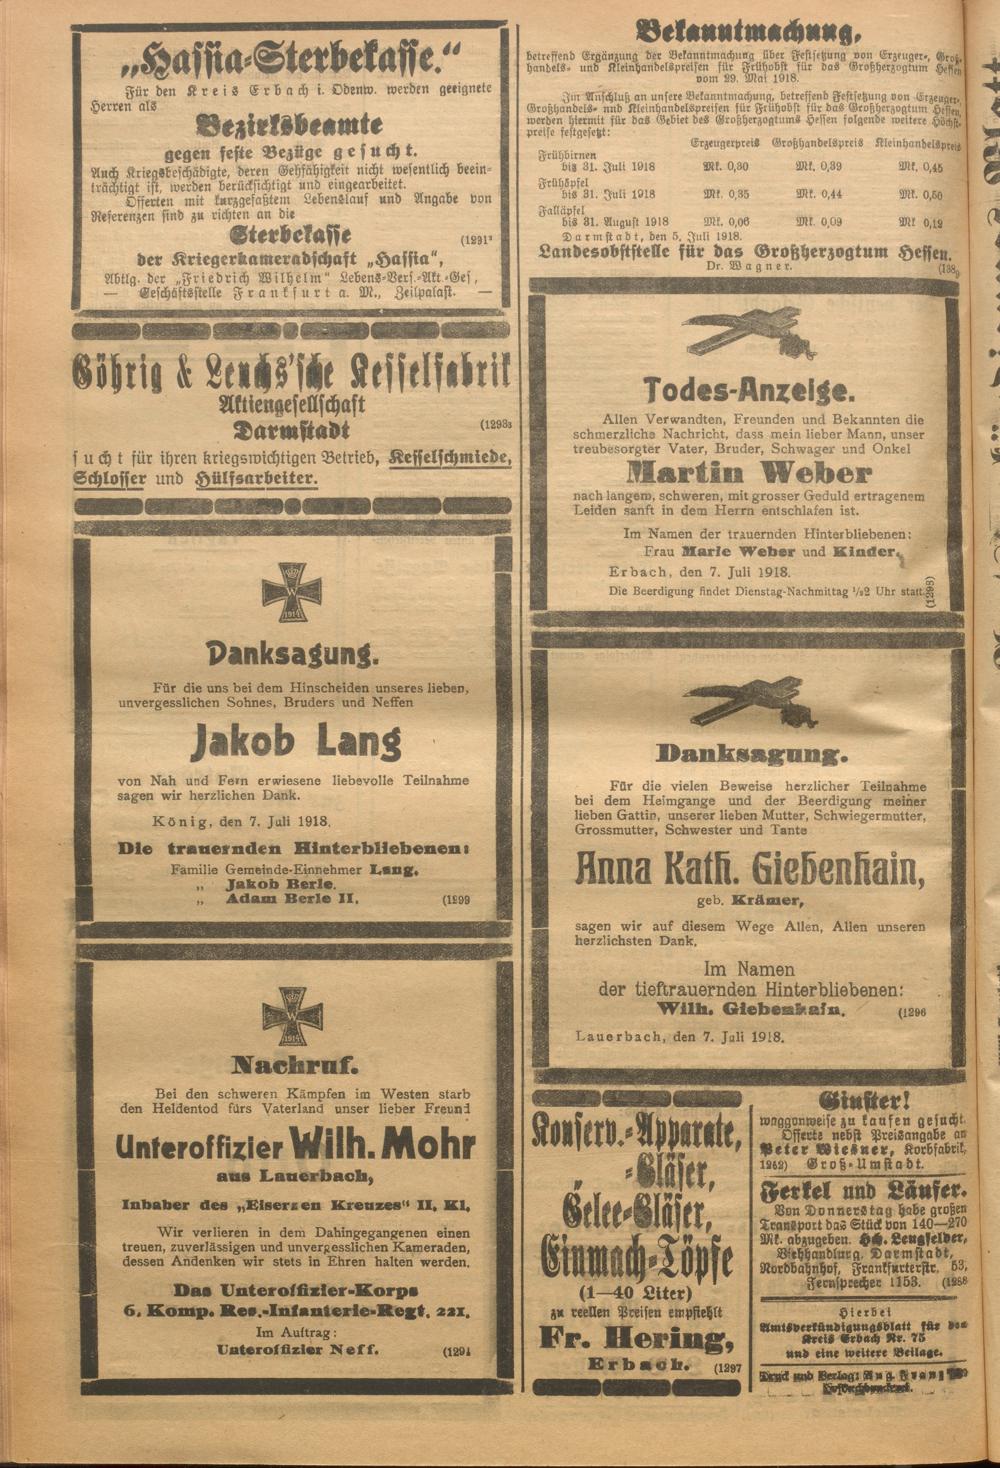 „Hassia-Sterbekasse.“
Für den Kreis Erbach i. Odenw. werden geeignete
Herren als
Bezirksbeamte
gegen feste Bezüge gesucht.
Auch Kriegsbeschädigte, deren Gehfähigkeit nicht wesentlich beein-
trächtigt ist, werden berücksichtigt und eingearbeitet.
Offerten mit kurzgefaßtem Lebenslauf und Angabe von
Referenzen sind zu richten an die
Sterbekasse
der Kriegerkameradschaft „Hassia“,
Abtlg. der „Friedrich Wilhelm“ Lebens-Vers.-Akt.-Ges,
— Geschäftsstelle Frankfurt a. M., Zeilpalast. —
Göhrig & Leuchs'sche Kesselfabrik
Aktiengesellschaft
Darmstadt
sucht für ihren kriegswichtigen Betrieb, Kesselschmiede,
Schlosser und Hülfsarbeiter.
1914
Danksagung.
Für die uns bei dem Hinscheiden unseres lieben,
unvergesslichen Sohnes, Bruders und Neffen
Jakob Lang
von Nah und Fern erwiesene liebevolle Teilnahme
sagen wir herzlichen Dank.
König, den 7. Juli 1918.
Die trauernden Hinterbliebenen:
Familie Gemeinde-Einnehmer Lang.
„ Jakob Berle.
„ Adam Berle II. (1299
W
1914
Nachruf.
Bei den schweren Kämpfen im Westen starb
den Heldentod fürs Vaterland unser lieber Freund
Unteroffizier Wilh. Mohr
aus Lauerbach,
Inhaber des „Eisernen Kreuzes“ II. Kl.
Wir verlieren in dem Dahingegangenen einen
treuen, zuverlässigen und unvergesslichen Kameraden,
dessen Andenken wir stets in Ehren halten werden.
Das Unteroffizier-Korps
6. Komp. Res.-Infanterie-Regt. 221.
Im Auftrag:
Unteroffizier Neff. (1294
Bekanntmachung,
betreffend Ergänzung der Bekanntmachung über Festsetzung von Erzeuger-, Groß-
handels- und Kleinhandelspreisen für Frühobst für das Großherzogtum Hessen
vom 29. Mai 1918.
Im Anschluß an unsere Bekanntmachung, betreffend Festsetzung von Erzeuger-,
Großhandels- und Kleinhandelspreisen für Frühobst für das Großherzogtum Hessen,
werden hiermit für das Gebiet des Großherzogtums Hessen folgende weitere Höchst-
preise festgesetzt:
Erzeugerpreis Großhandelspreis Kleinhandelspreis
Frühbirnen
bis 31. Juli 1918 Mk. 0,30 Mk. 0,39 Mk. 0,45
Frühäpfel
bis 31. Juli 1918 Mk. 0,35 Mk. 0,44 Mk. 0,50
Falläpfel
bis 31. August 1918 Mk. 0,06 Mk. 0,09 Mk 0,12
Darmstadt, den 5. Juli 1918.
Landesobststelle für das Großherzogtum Hessen.
Dr. Wagner.
Todes-Anzeige.
Allen Verwandten, Freunden und Bekannten die
schmerzliche Nachricht, dass mein lieber Mann, unser
treubesorgter Vater, Bruder, Schwager und Onkel
Martin Weber
nach langem, schweren, mit grosser Geduld ertragenem
Leiden sanft in dem Herrn entschlafen ist.
Im Namen der trauernden Hinterbliebenen:
Frau Marie Weber und Kinder.
Erbach, den 7. Juli 1918.
Die Beerdigung findet Dienstag-Nachmittag ½2 Uhr statt.
(1298)
Danksagung.
Für die vielen Beweise herzlicher Teilnahme
bei dem Heimgange und der Beerdigung meiner
lieben Gattin, unserer lieben Mutter, Schwiegermutter,
Grossmutter, Schwester und Tante
Anna Kath. Giebenhain,
geb. Krämer,
sagen wir auf diesem Wege Allen, Allen unseren
herzlichsten Dank.
Im Namen
der tieftrauernden Hinterbliebenen:
Wilh. Giebenhain. (1296
Lauerbach, den 7. Juli 1918.
Konserv.-Apparate,
-Gläser,
Gelee-Gläser,
Einmach-Töpfe
(1—40 Liter)
zu reellen Preisen empfiehlt
Fr. Hering,
Erbach. (1297
Ginster!
waggonweise zu kaufen gesucht.
Offerte nebst Preisangabe an
Peter Wiesner, Korbfabrik,
1262) Groß-Umstadt.
Ferkel und Läufer.
Von Donnerstag habe großen
Transport das Stück von 140—270
Mk. abzugeben. Hch. Lengfelder,
Viehhandlung, Darmstadt,
Nordbahnhof, Frankfurterstr. 53,
Fernsprecher 1153. (1288
Hierbei
Amtsverkündigungsblatt für den
Kreis Erbach Nr. 75
und eine weitere Beilage.
Druck und Verlag: Aug. Franz
Hofbuchdruckerei.